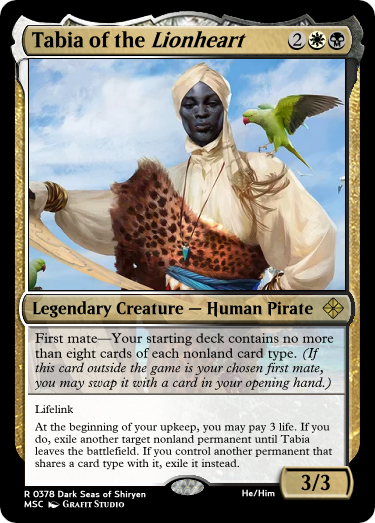 Tabia of the Lionheart 2
Legendary Creature — Human Pirate
First mate—Your starting deck contains no more
than eight cards of each nonland card type. (If
this card outside the game is your chosen first mate,
you may swap it with a card in your opening hand.)
Lifelink
At the beginning of your upkeep, you may pay 3 life. If you
do, exile another target nonland permanent until Tabia
leaves the battlefield. If you control another permanent that
shares a card type with it, exile it instead.
3/3
R 0378 Dark Seas of Shiryen He/Him
MSC Grafit Studio